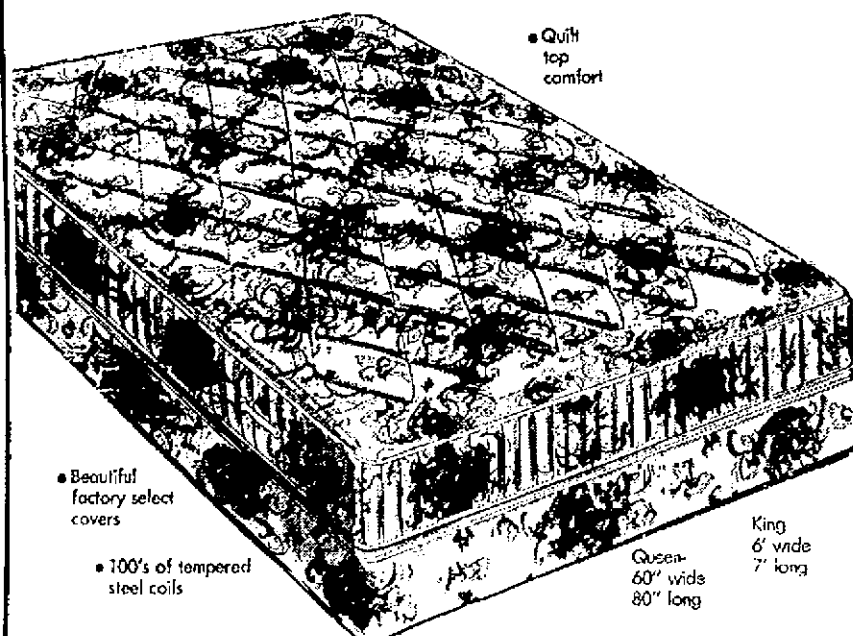 • Quilt
top
comfort
• Beautiful
factory select
covers
• 100's of tempered
steel coils
Queen-
60" wide
80" long
King
6' wide
7' long